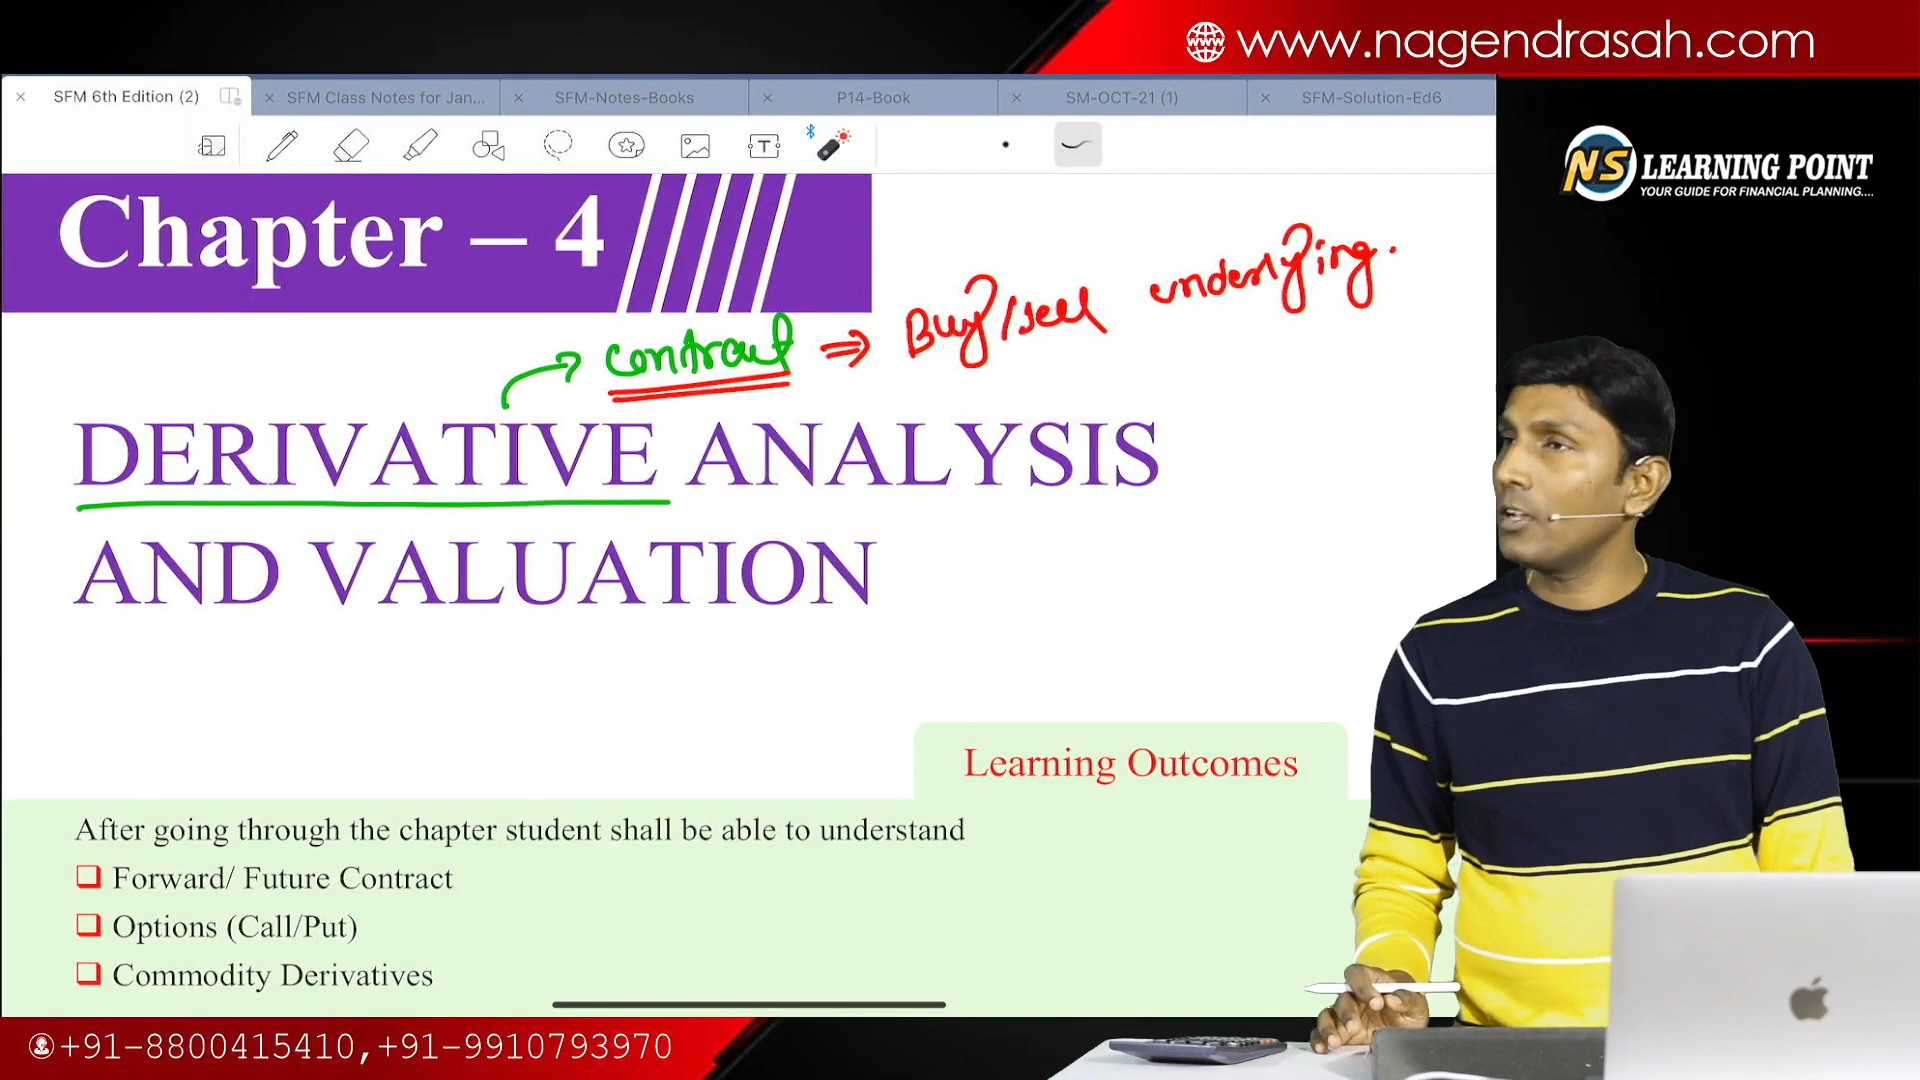 www.nagendrasah.com
SFM 6th Edition (2)
SFM Class Notes for Jan...
SFM-Notes-Books
P14-Book
SM-OCT-21 (1)
SFM-Solution-Ed6
a
T
NS LEARNING POINT
YOUR GUIDE FOR FINANCIAL PLANNING....
Chapter – 4
contract ⇒ Buy/sell underlying.
DERIVATIVE ANALYSIS
AND VALUATION
Learning Outcomes
After going through the chapter student shall be able to understand
❑ Forward/ Future Contract
❑ Options (Call/Put)
❑ Commodity Derivatives
+91-8800415410,+91-9910793970